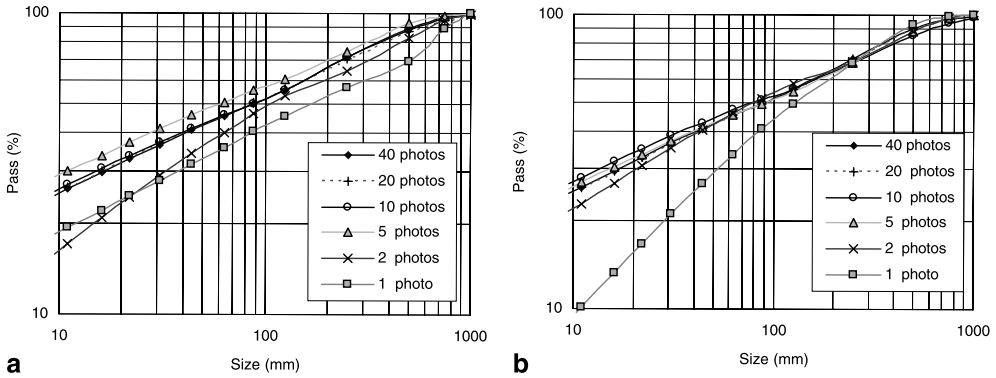 100
10
Pass (%)
10
100
1000
Size (mm)
40 photos
20 photos
10 photos
5 photos
2 photos
1 photo
a
100
10
Pass (%)
10
100
1000
Size (mm)
40 photos
20 photos
10 photos
5 photos
2 photos
1 photo
b